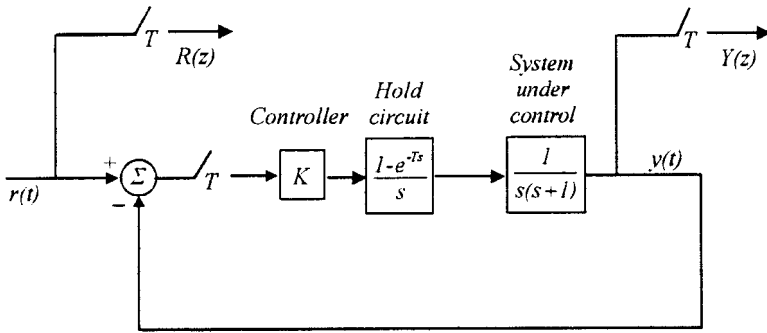 T
R(z)
T
Y(z)
System
under
control
Hold
circuit
Controller
+
Σ
T
K
1-e^{-Ts}
s
1
s(s+1)
y(t)
r(t)
−